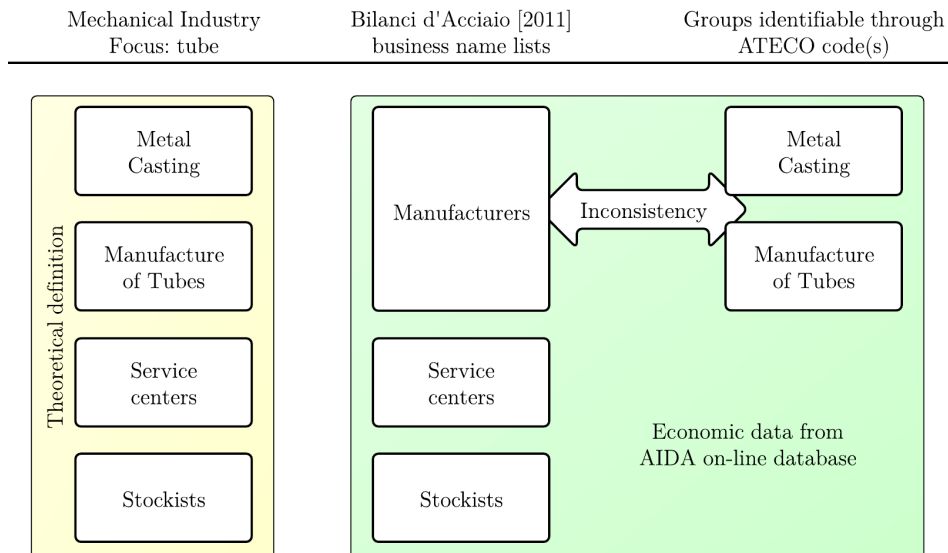 Mechanical Industry
Focus: tube
Bilanci d'Acciaio [2011]
business name lists
Groups identifiable through
ATECO code(s)
Theoretical definition
Metal
Casting
Manufacture
of Tubes
Service
centers
Stockists
Manufacturers
Service
centers
Stockists
Inconsistency
Metal
Casting
Manufacture
of Tubes
Economic data from
AIDA on-line database